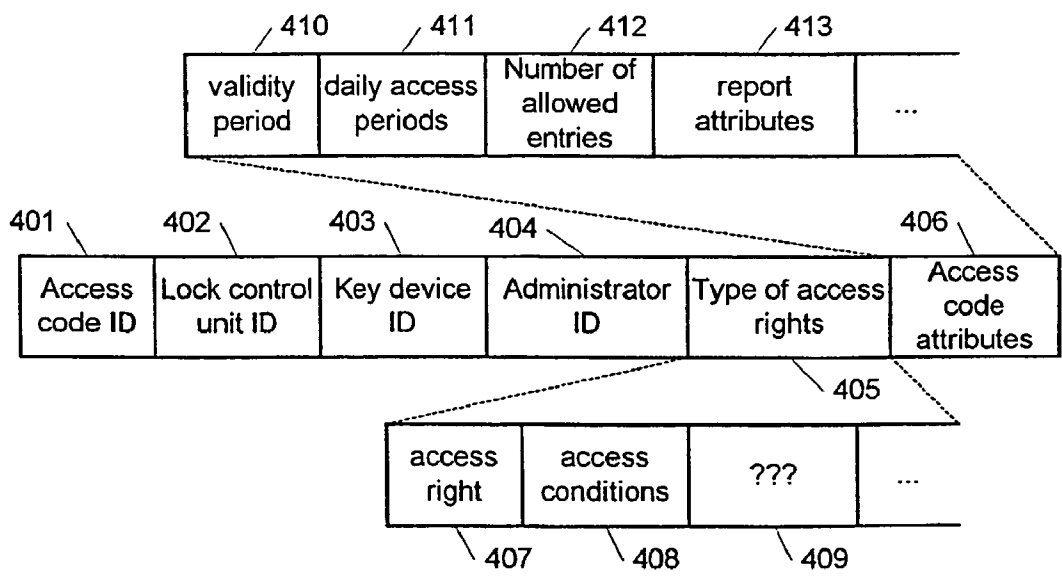 410 411 412 413
validity period
daily access periods
Number of allowed entries
report attributes
...
401 402 403 404 406
Access code ID
Lock control unit ID
Key device ID
Administrator ID
Type of access rights
Access code attributes
405
access right
access conditions
???
...
407 408 409